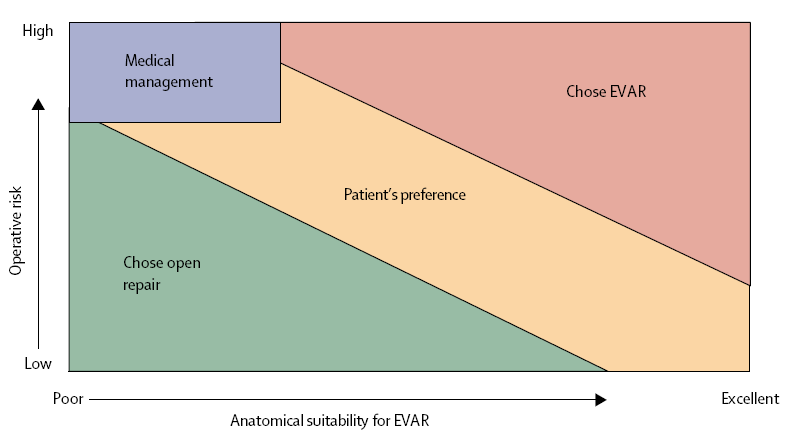 High
Medical
management
Chose EVAR
Patient's preference
Operative risk
Chose open
repair
Low
Poor
Excellent
Anatomical suitability for EVAR